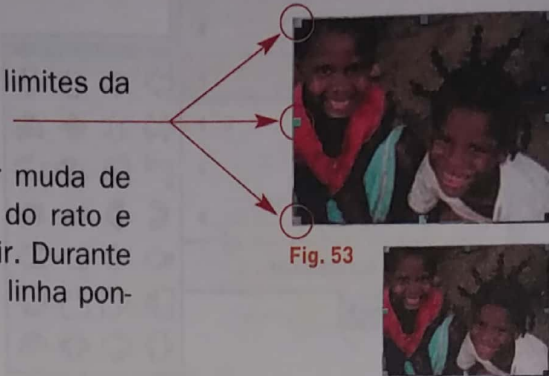 limites da
muda de
do rato e
ir. Durante
linha pon-
Fig. 53